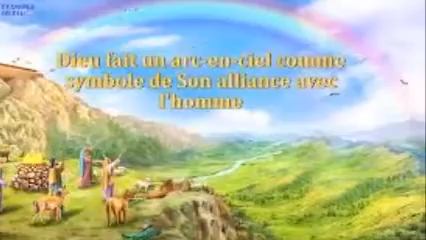 Dieu fait un arc-en-ciel comme
symbole de Son alliance avec
l'homme